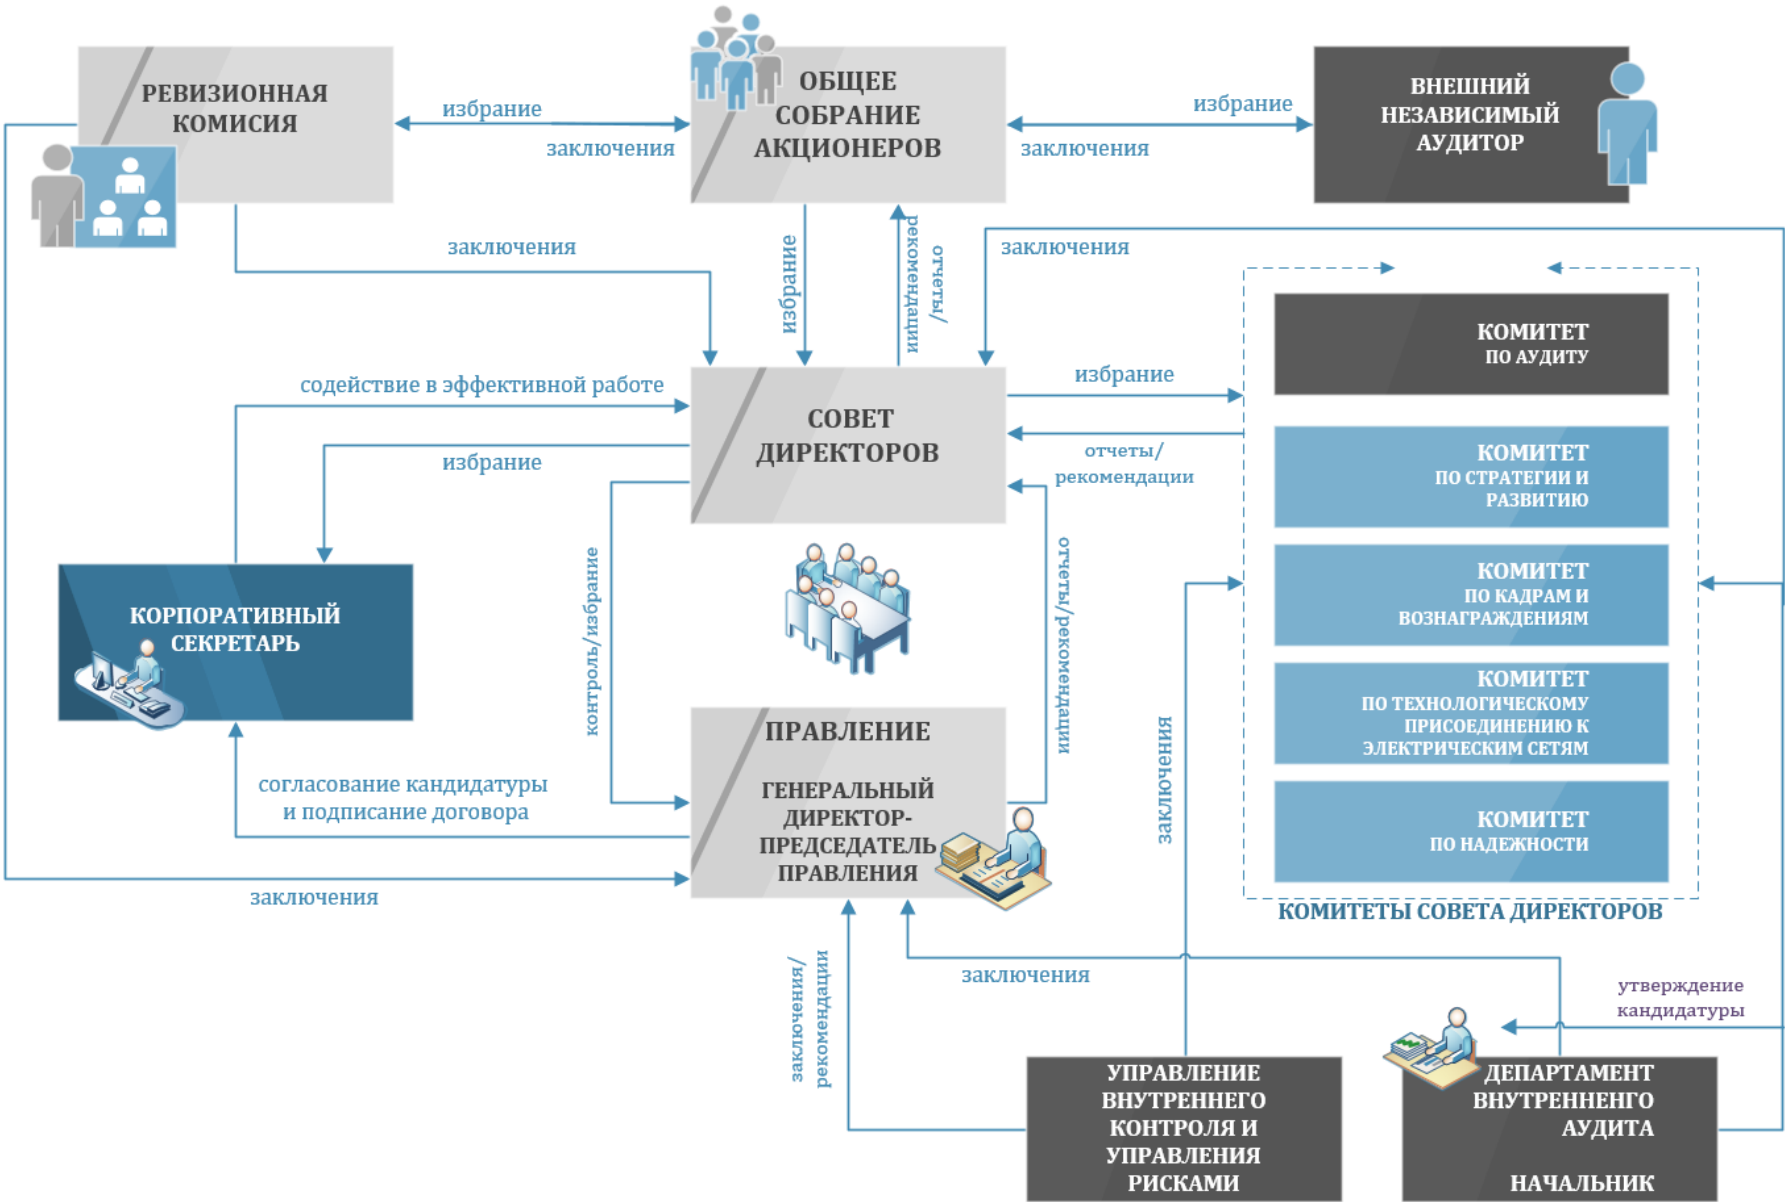 РЕВИЗИОННАЯ
КОМИСИЯ
избрание
заключения
ОБЩЕЕ
СОБРАНИЕ
АКЦИОНЕРОВ
избрание
заключения
ВНЕШНИЙ
НЕЗАВИСИМЫЙ
АУДИТОР
заключения
избрание
отчеты/
рекомендации
заключения
содействие в эффективной работе
избрание
СОВЕТ
ДИРЕКТОРОВ
избрание
отчеты/
рекомендации
КОМИТЕТ
ПО АУДИТУ
КОМИТЕТ
ПО СТРАТЕГИИ И
РАЗВИТИЮ
КОМИТЕТ
ПО КАДРАМ И
ВОЗНАГРАЖДЕНИЯМ
КОМИТЕТ
ПО ТЕХНОЛОГИЧЕСКОМУ
ПРИСОЕДИНЕНИЮ К
ЭЛЕКТРИЧЕСКИМ СЕТЯМ
КОМИТЕТ
ПО НАДЕЖНОСТИ
КОМИТЕТЫ СОВЕТА ДИРЕКТОРОВ
КОРПОРАТИВНЫЙ
СЕКРЕТАРЬ
контроль/избрание
отчеты/рекомендации
заключения
согласование кандидатуры
и подписание договора
ПРАВЛЕНИЕ
ГЕНЕРАЛЬНЫЙ
ДИРЕКТОР-
ПРЕДСЕДАТЕЛЬ
ПРАВЛЕНИЯ
заключения
заключения/
рекомендации
заключения
утверждение
кандидатуры
УПРАВЛЕНИЕ
ВНУТРЕННЕГО
КОНТРОЛЯ И
УПРАВЛЕНИЯ
РИСКАМИ
ДЕПАРТАМЕНТ
ВНУТРЕННЕНГО
АУДИТА
НАЧАЛЬНИК